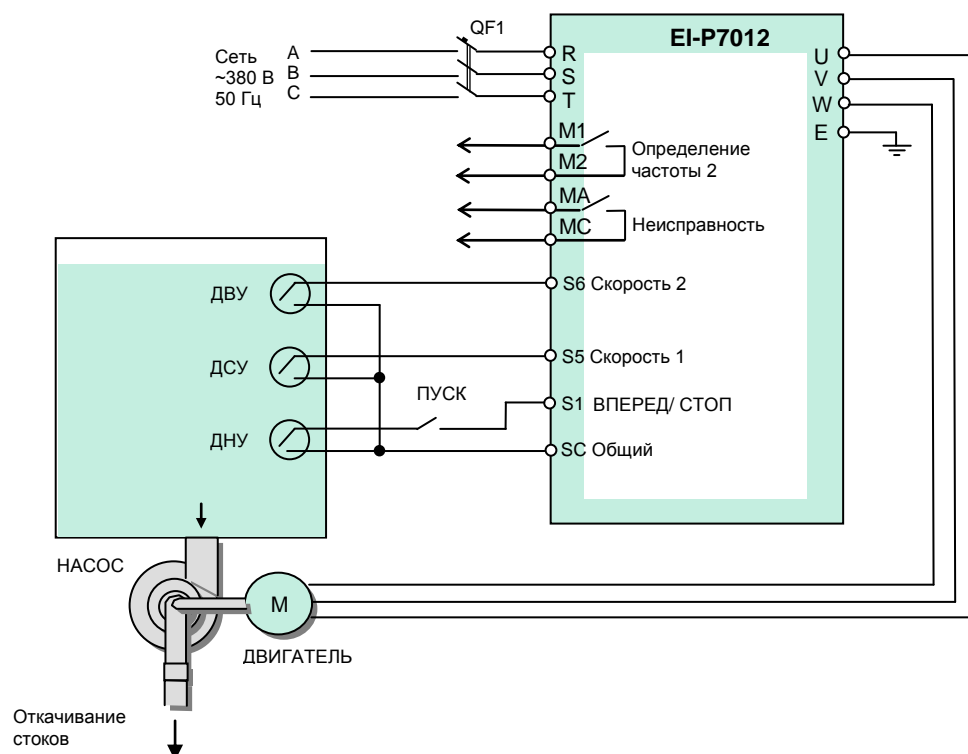 QF1
EI-P7012
Сеть
~380 В
50 Гц
A
B
C
R
S
T
U
V
W
E
M1
M2
Определение
частоты 2
MA
MC
Неисправность
ДВУ
S6 Скорость 2
ДСУ
S5 Скорость 1
ПУСК
S1 ВПЕРЕД/ СТОП
ДНУ
SC Общий
НАСОС
М
ДВИГАТЕЛЬ
Откачивание
стоков